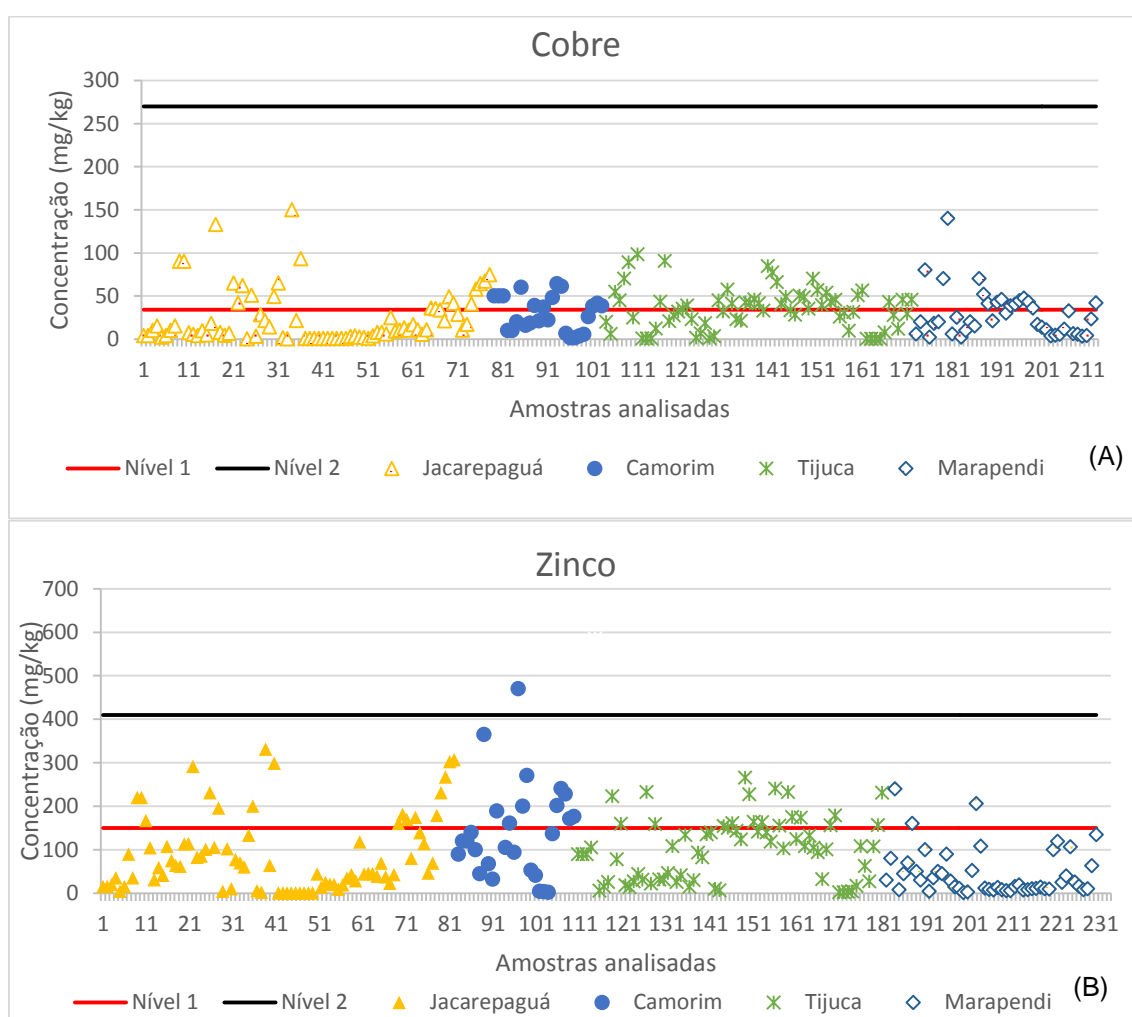 Cobre
Concentração (mg/kg)
300
250
200
150
100
50
0
1 11 21 31 41 51 61 71 81 91 101 111 121 131 141 151 161 171 181 191 201 211
Amostras analisadas
Nível 1 Nível 2 Jacarepaguá Camorim Tijuca Marapendi
(A)
Zinco
Concentração (mg/kg)
700
600
500
400
300
200
100
0
1 11 21 31 41 51 61 71 81 91 101 111 121 131 141 151 161 171 181 191 201 211 221 231
Amostras analisadas
Nível 1 Nível 2 Jacarepaguá Camorim Tijuca Marapendi
(B)